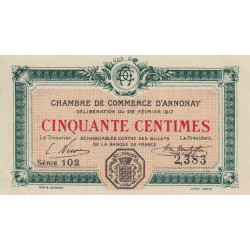 CHAMBRE DE COMMERCE D'ANNONAY
DÉLIBÉRATION DU 28 FÉVRIER 1917
CINQUANTE CENTIMES
Le Trésorier ÉCHANGEABLES CONTRE DES BILLETS Le Président,
DE LA BANQUE DE FRANCE
SÉRIE 102 2,383